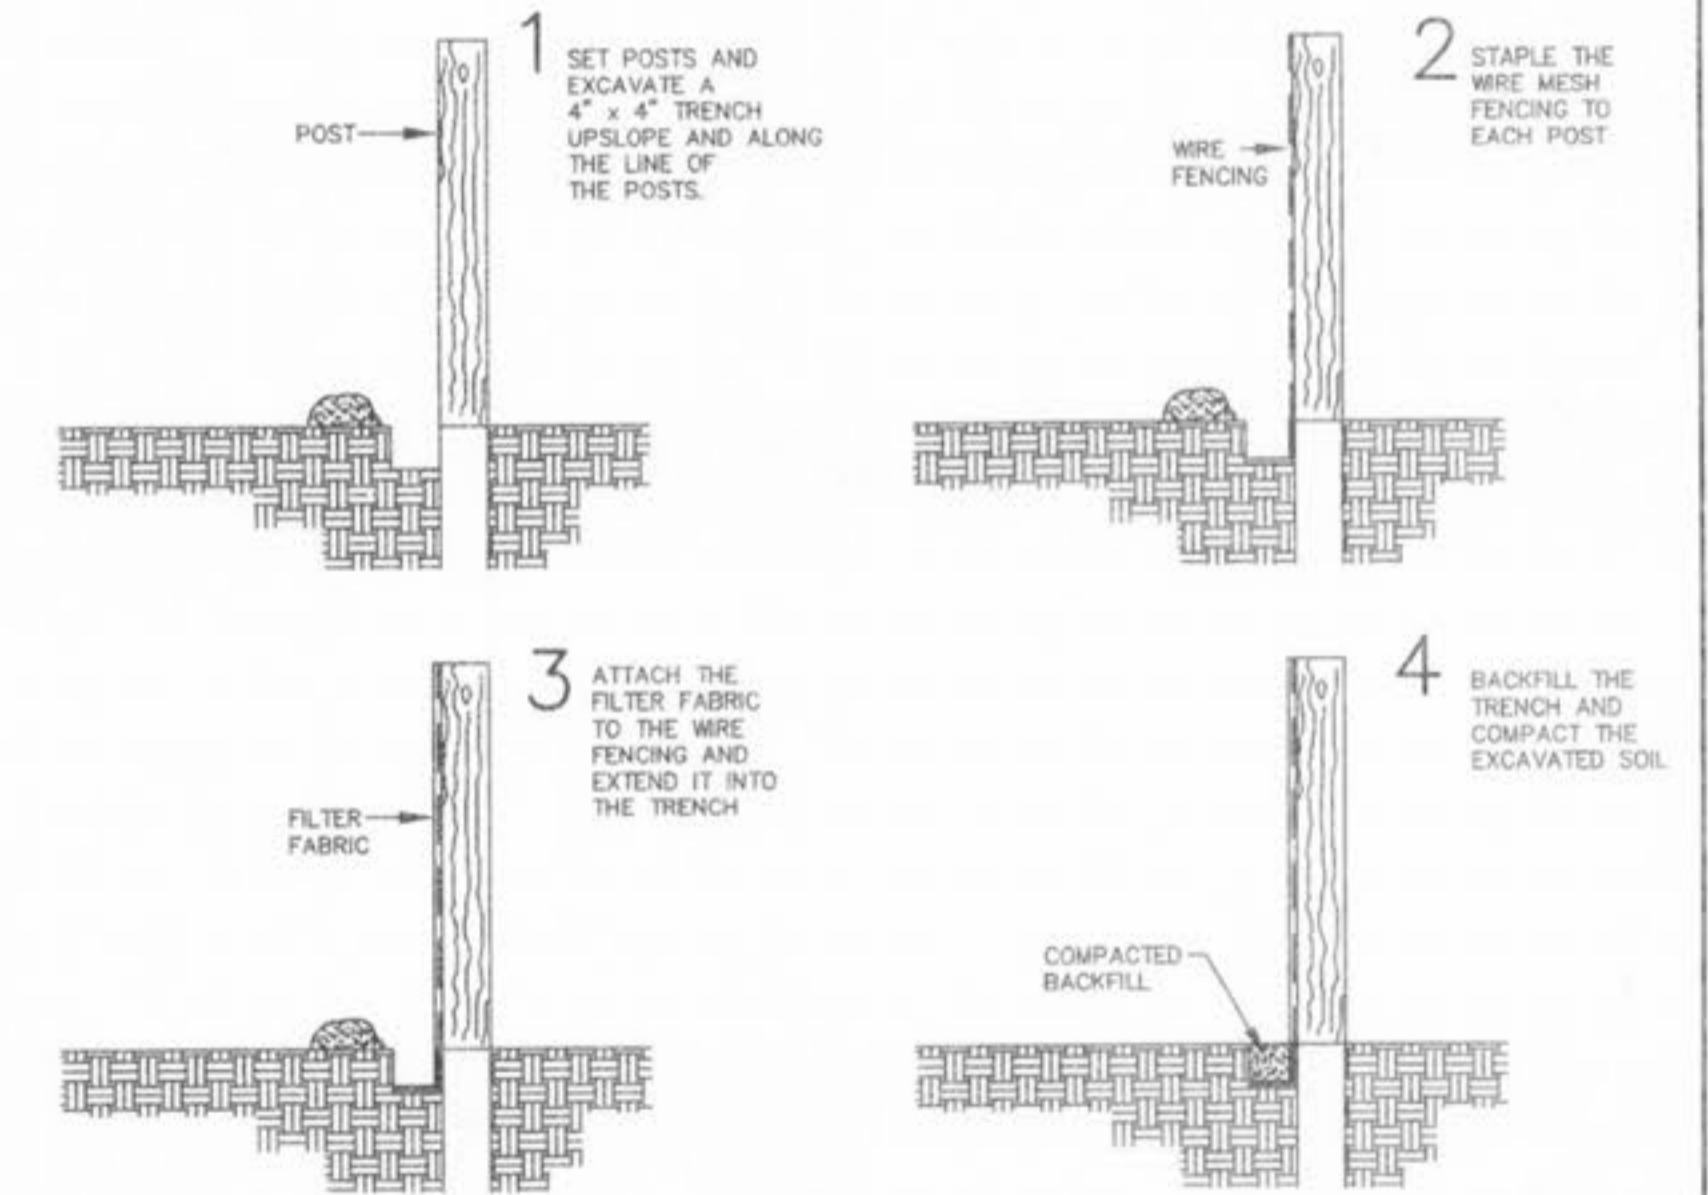 1
SET POSTS AND
EXCAVATE A
4" x 4" TRENCH
UPSLOPE AND ALONG
THE LINE OF
THE POSTS.
POST
2
STAPLE THE
WIRE MESH
FENCING TO
EACH POST
WIRE
FENCING
3
ATTACH THE
FILTER FABRIC
TO THE WIRE
FENCING AND
EXTEND IT INTO
THE TRENCH
FILTER
FABRIC
4
BACKFILL THE
TRENCH AND
COMPACT THE
EXCAVATED SOIL
COMPACTED
BACKFILL